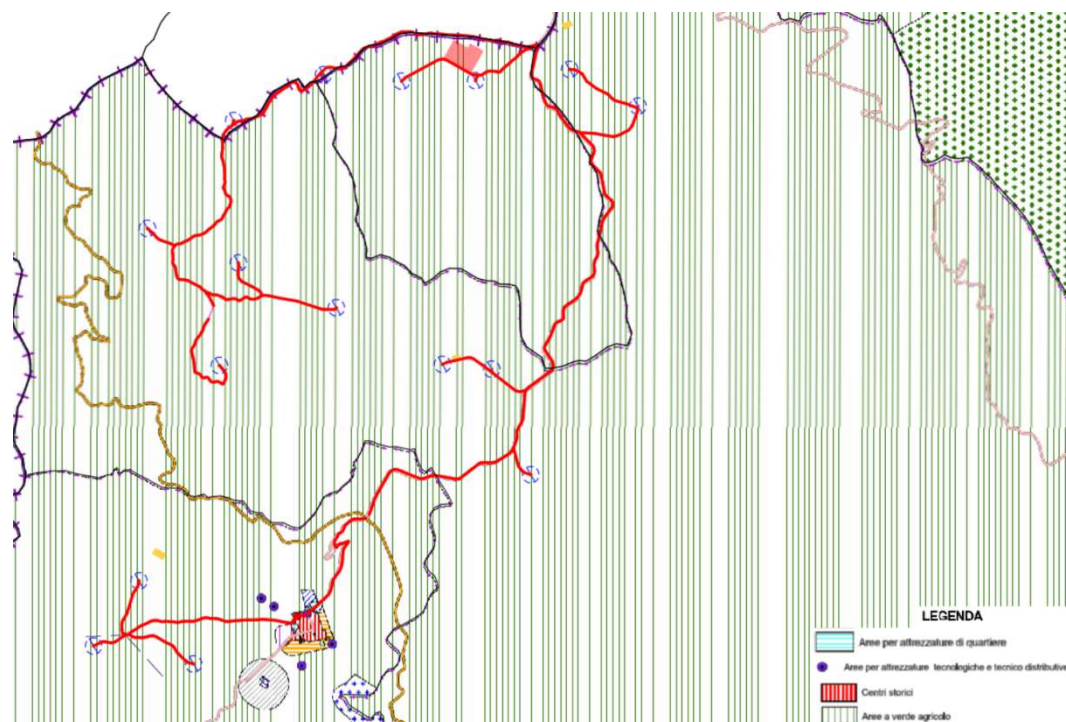 LEGENDA
Aree per attrezzature di quartiere
Aree per attrezzature tecnologiche e tecnico distributive
Centri storici
Aree a verde agricolo